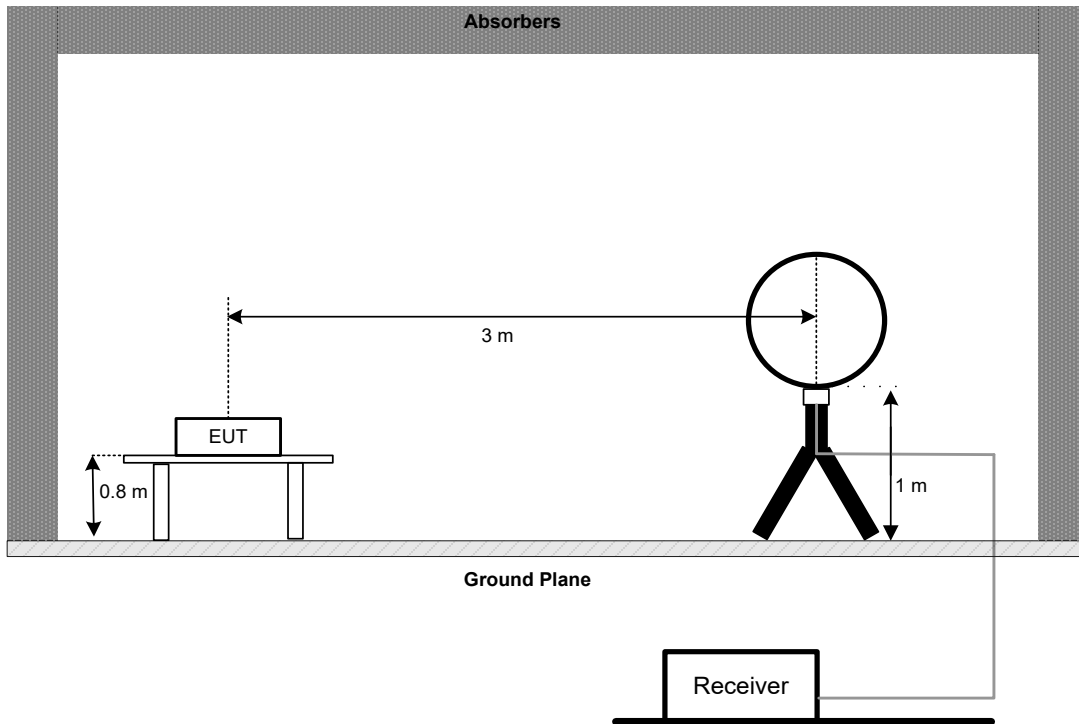 Absorbers
3 m
EUT
0.8 m
1 m
Ground Plane
Receiver